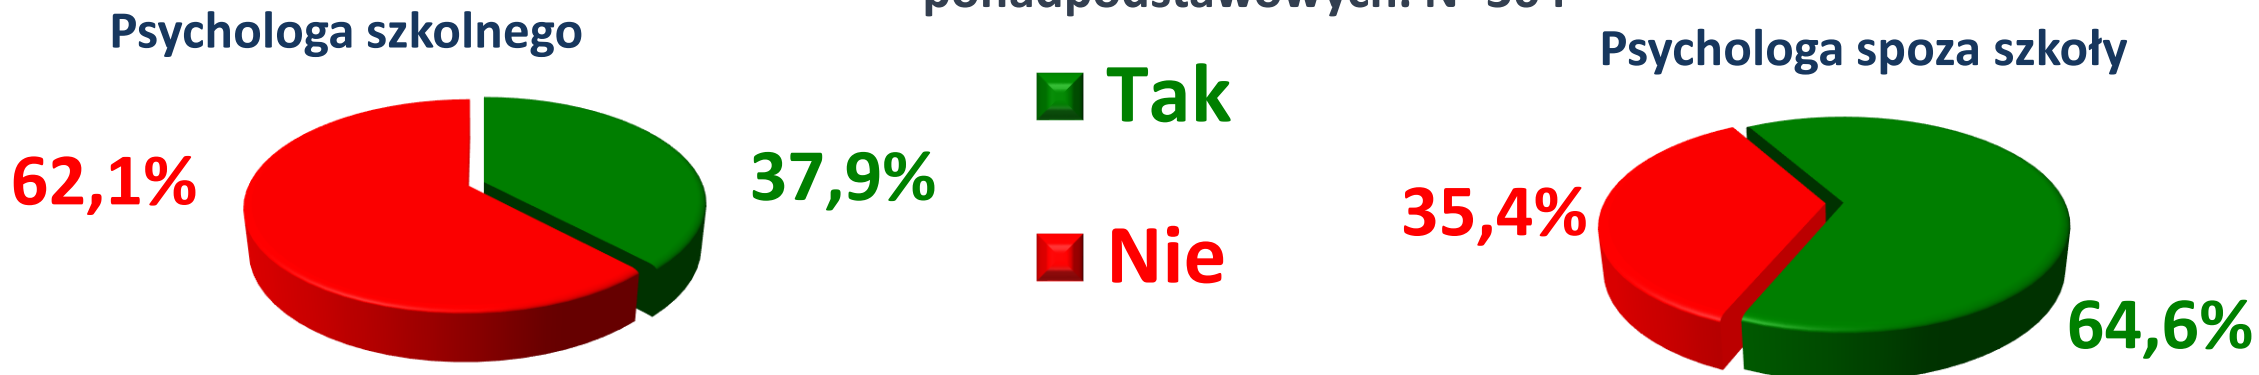 Psychologa szkolnego
62,1%
37,9%
Tak
Nie
Psychologa spoza szkoły
35,4%
64,6%